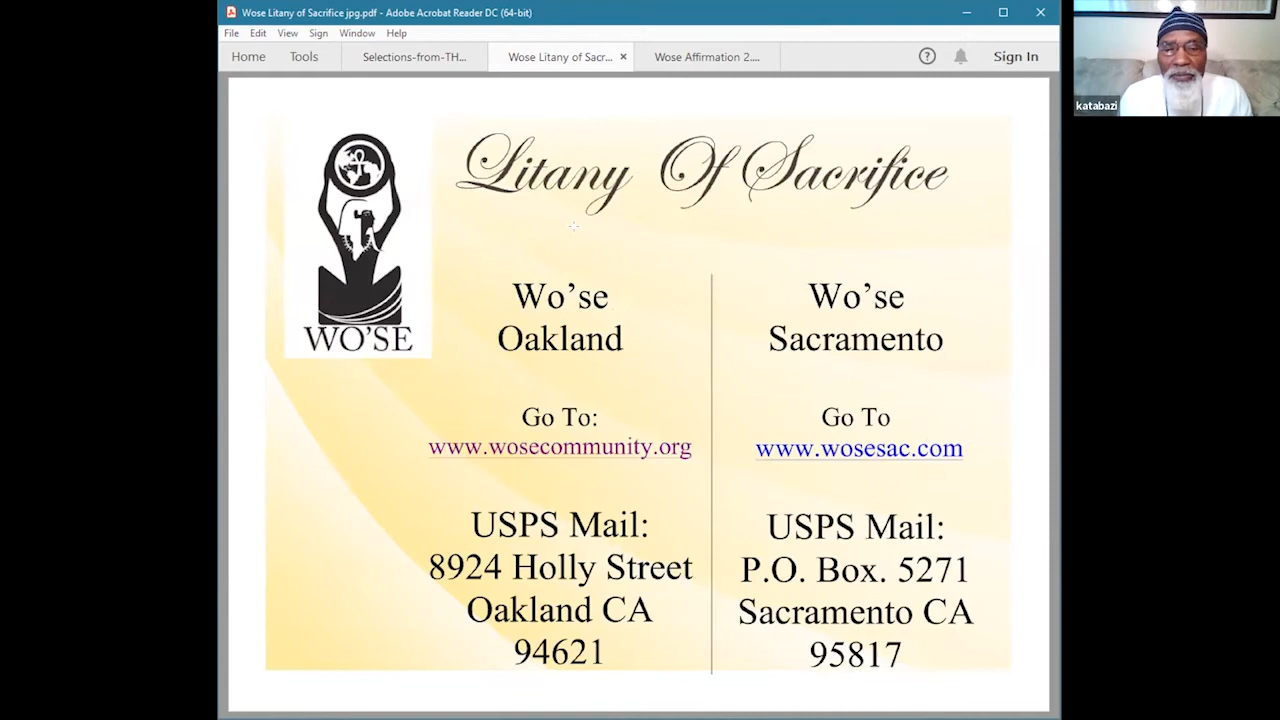 Wose Litany of Sacrifice jpg.pdf - Adobe Acrobat Reader DC (64-bit)
File Edit View Sign Window Help
Home Tools Selections-from-TH... Wose Litany of Sacr... × Wose Affirmation 2.... Sign In
katabazi
Litany Of Sacrifice
WO'SE
Wo'se
Oakland
Go To:
www.wosecommunity.org
USPS Mail:
8924 Holly Street
Oakland CA
94621
Wo'se
Sacramento
Go To
www.wosesac.com
USPS Mail:
P.O. Box. 5271
Sacramento CA
95817